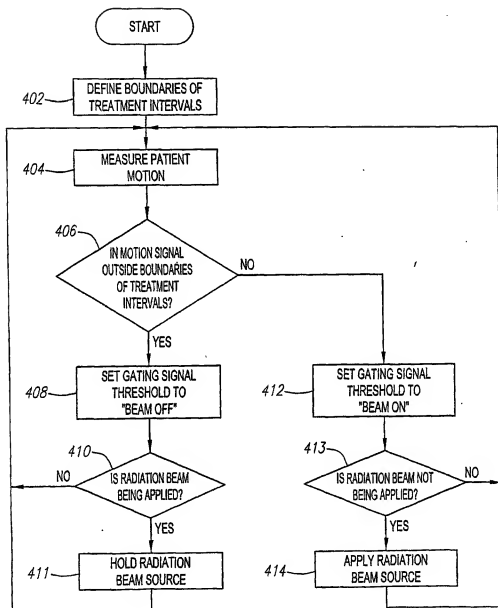 START
402
DEFINE BOUNDARIES OF
TREATMENT INTERVALS
404
MEASURE PATIENT
MOTION
406
IN MOTION SIGNAL
OUTSIDE BOUNDARIES
OF TREATMENT
INTERVALS?
NO
YES
408
SET GATING SIGNAL
THRESHOLD TO
"BEAM OFF"
412
SET GATING SIGNAL
THRESHOLD TO
"BEAM ON"
410
NO
IS RADIATION BEAM
BEING APPLIED?
YES
413
IS RADIATION BEAM NOT
BEING APPLIED?
NO
YES
411
HOLD RADIATION
BEAM SOURCE
414
APPLY RADIATION
BEAM SOURCE